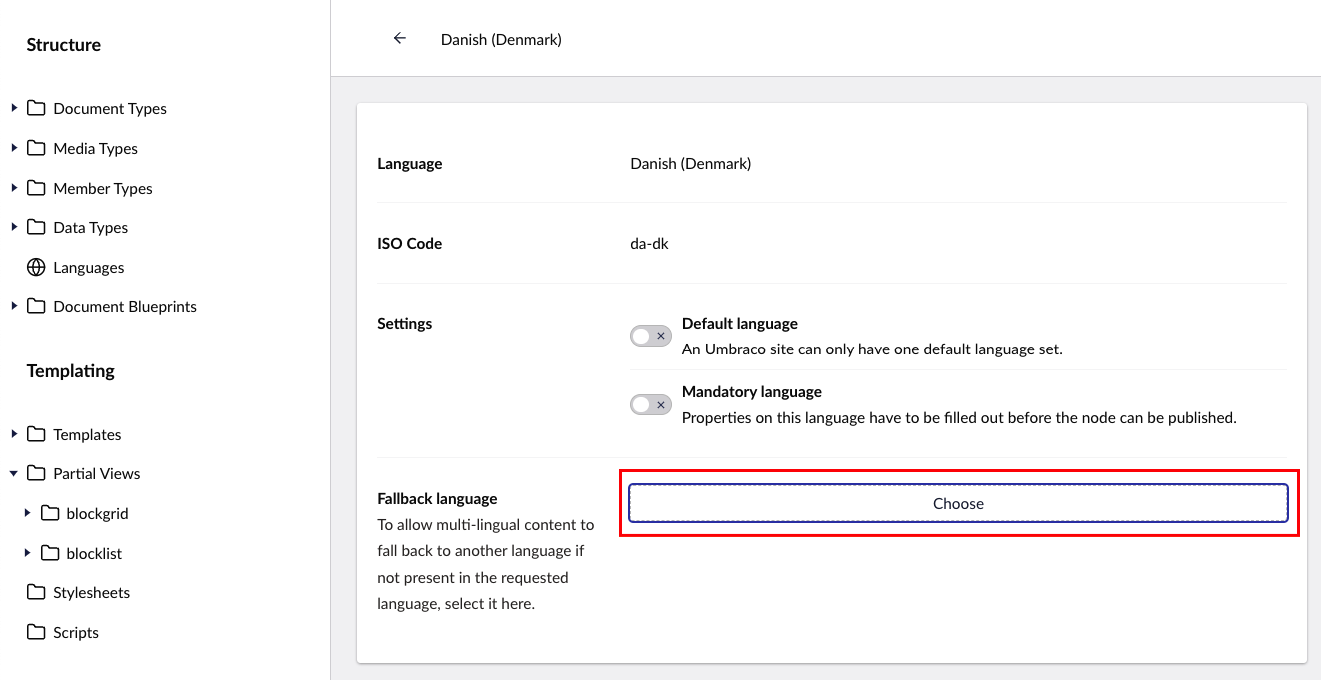 Structure
Document Types
Media Types
Member Types
Data Types
Languages
Document Blueprints
Templating
Templates
Partial Views
blockgrid
blocklist
Stylesheets
Scripts
Danish (Denmark)
Language
Danish (Denmark)
ISO Code
da-dk
Settings
Default language
An Umbraco site can only have one default language set.
Mandatory language
Properties on this language have to be filled out before the node can be published.
Fallback language
To allow multi-lingual content to
fall back to another language if
not present in the requested
language, select it here.
Choose